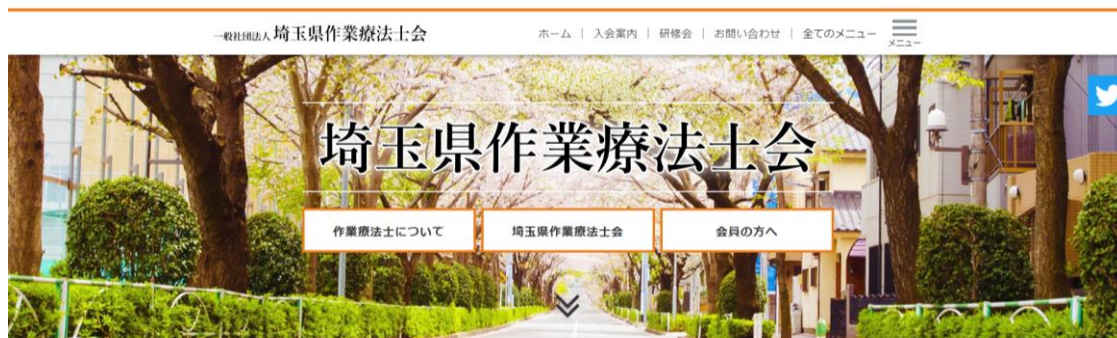 一般社団法人 埼玉県作業療法士会
ホーム | 入会案内 | 研修会 | お問い合わせ | 全てのメニュー
メニュー
埼玉県作業療法士会
作業療法士について
埼玉県作業療法士会
会員の方へ